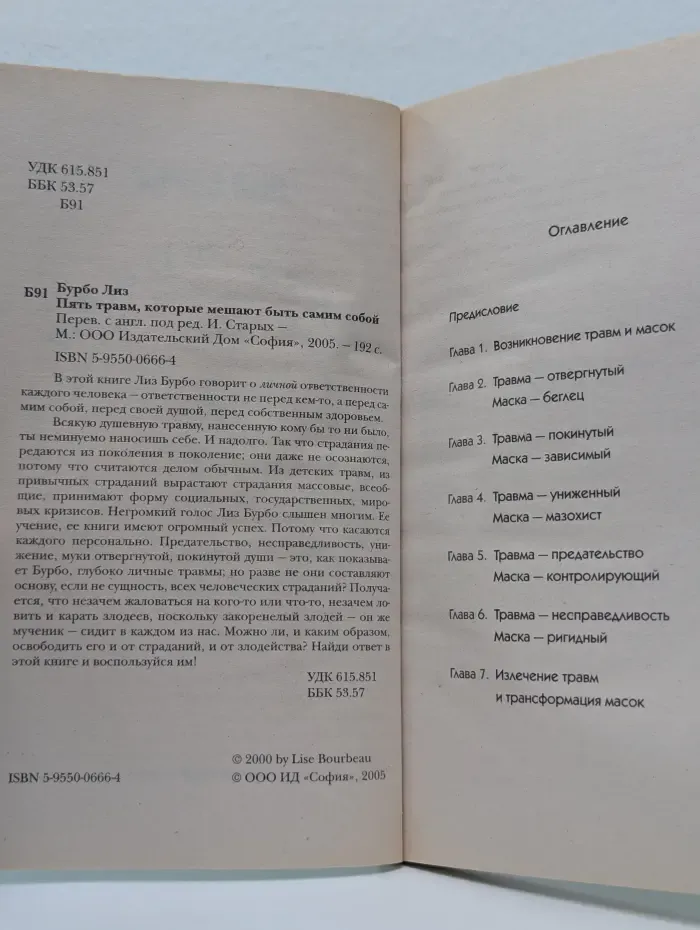 УДК 615.851
ББК 53.57
Б91
Бурбо Лиз
Б91 Пять травм, которые мешают быть самим собой
Перев. с англ. под ред. И. Старых –
М.: ООО Издательский Дом «София», 2005. – 192 с.
ISBN 5-9550-0666-4
В этой книге Лиз Бурбо говорит о личной ответственности
каждого человека – ответственности не перед кем-то, а перед са-
мим собой, перед своей душой, перед собственным здоровьем.
Всякую душевную травму, нанесенную кому бы то ни было,
ты неминуемо наносишь себе. И надолго. Так что страдания пе-
редаются из поколения в поколение; они даже не осознаются,
потому что считаются делом обычным. Из детских травм, из
привычных страданий вырастают страдания массовые, всеоб-
щие, принимают форму социальных, государственных, миро-
вых кризисов. Негромкий голос Лиз Бурбо слышен многим. Ее
учение, ее книги имеют огромный успех. Потому что касаются
каждого персонально. Предательство, несправедливость, уни-
жение, муки отвергнутой, покинутой души – это, как показыва-
ет Бурбо, глубоко личные травмы; но разве не они составляют
основу, если не сущность, всех человеческих страданий? Получа-
ется, что незачем жаловаться на кого-то или что-то, незачем ло-
вить и карать злодеев, поскольку закоренелый злодей – он же
мученик – сидит в каждом из нас. Можно ли, и каким образом,
освободить его и от страданий, и от злодейства? Найди ответ в
этой книге и воспользуйся им!
УДК 615.851
ББК 53.57
© 2000 by Lise Bourbeau
ISBN 5-9550-0666-4 © ООО ИД «София», 2005
Оглавление
Предисловие
Глава 1. Возникновение травм и масок
Глава 2. Травма – отвергнутый
Маска – беглец
Глава 3. Травма – покинутый
Маска – зависимый
Глава 4. Травма – униженный
Маска – мазохист
Глава 5. Травма – предательство
Маска – контролирующий
Глава 6. Травма – несправедливость
Маска – ригидный
Глава 7. Излечение травм
и трансформация масок